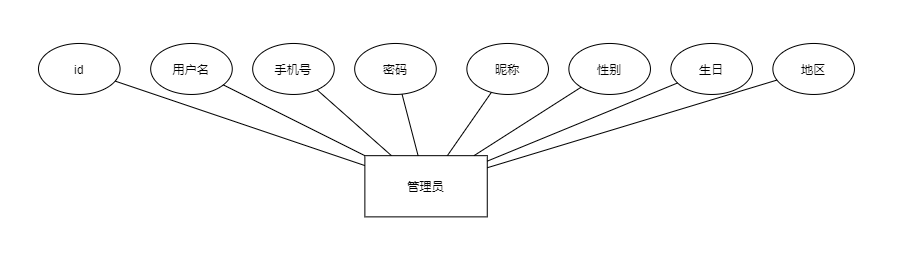 id
用户名
手机号
密码
昵称
性别
生日
地区
管理员